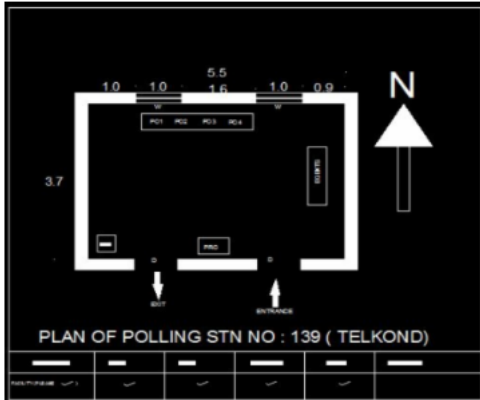 5.5
1.0 1.0 1.6 1.0 0.9
W W
PO1 PO2 PO3 PO4
N
3.7
PRO
D D
EXIT
ENTRANCE
PLAN OF POLLING STN NO : 139 ( TELKOND)